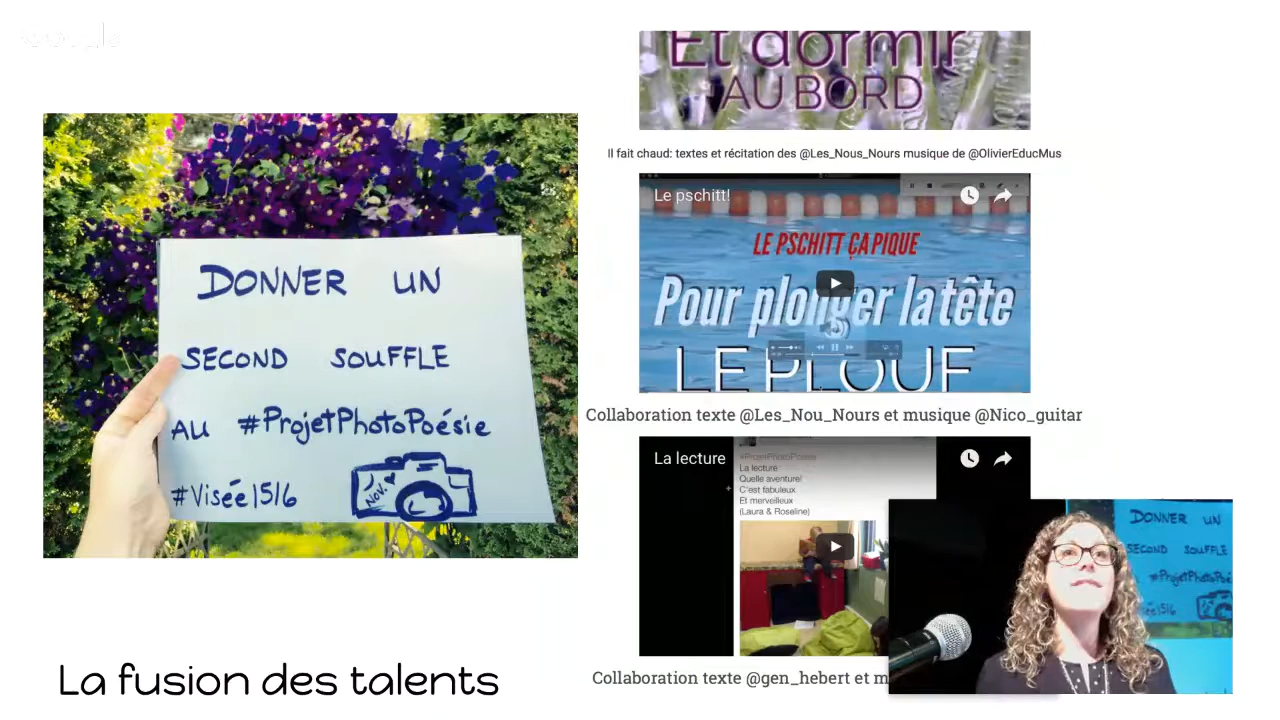 DONNER UN
SECOND SOUFFLE
AU #ProjetPhotoPoésie
#Visée1516
Nov.
La fusion des talents
Et dormir
AU BORD
Il fait chaud: textes et récitation des @Les_Nous_Nours musique de @OlivierEducMus
Le pschitt!
LE PSCHITT ÇA PIQUE
Pour plonger la tête
LE PLOUF
Collaboration texte @Les_Nou_Nours et musique @Nico_guitar
La lecture
#ProjetPhotoPoésie
La lecture
Quelle aventure!
C'est fabuleux
Et merveilleux
(Laura & Roseline)
Collaboration texte @gen_hebert et m
DONNER UN
SECOND SOUFFLE
#ProjetPhotoPoé
Visée1516